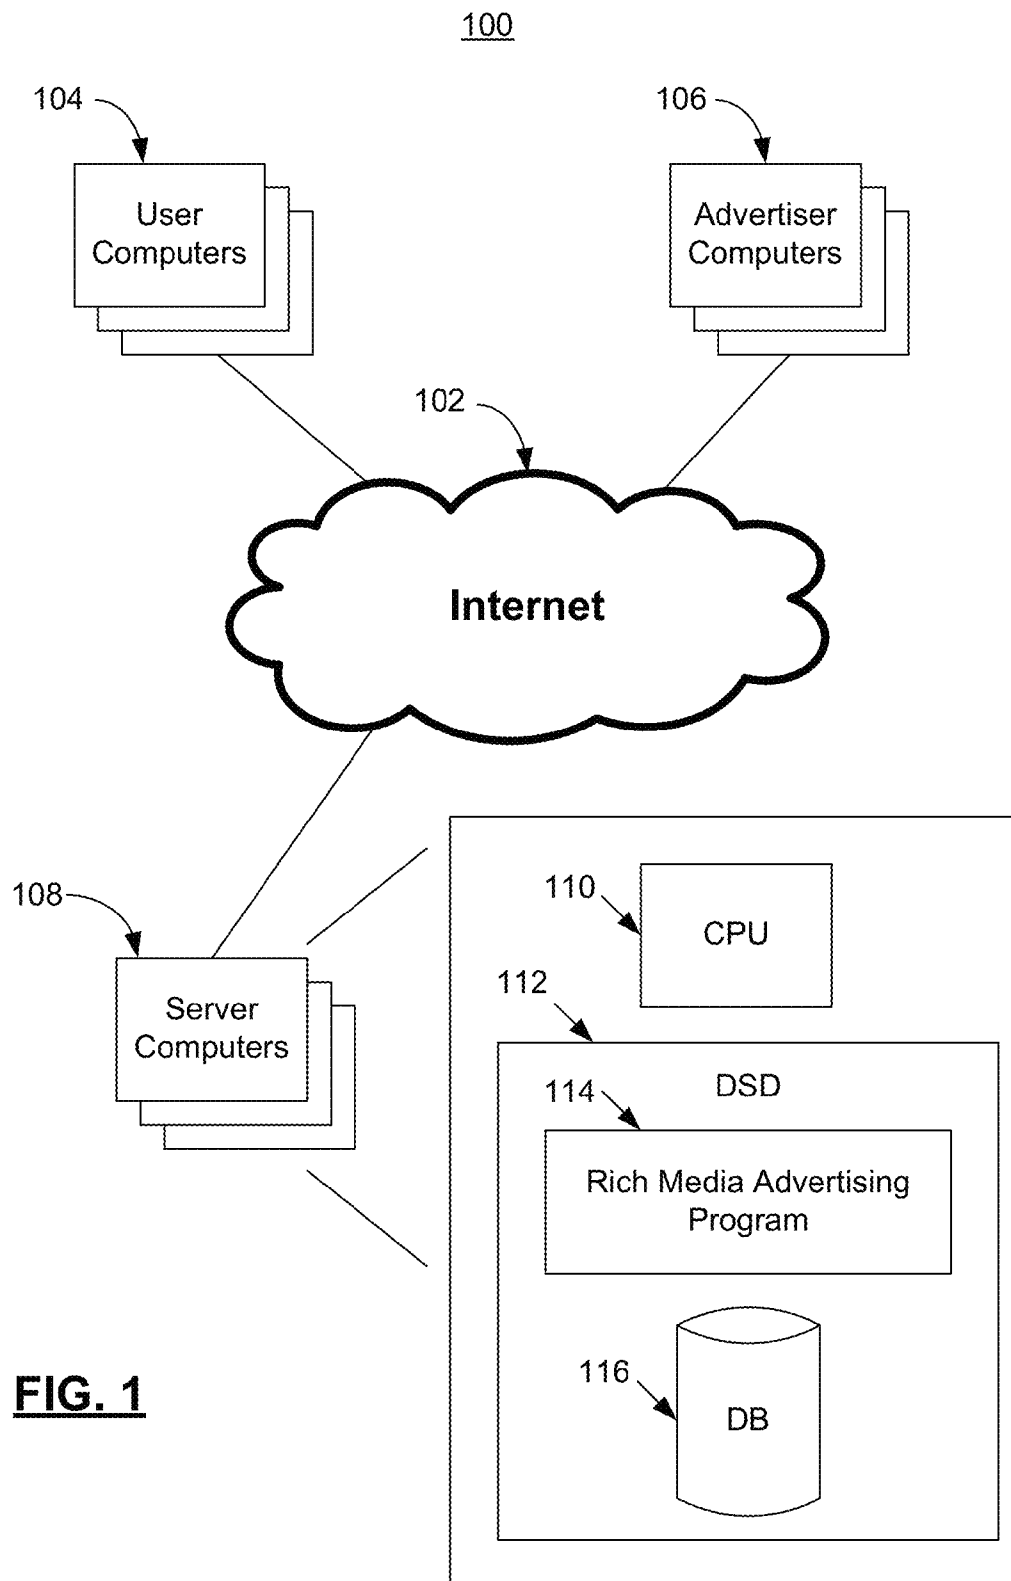 100
104
106
User
Computers
Advertiser
Computers
102
Internet
108
Server
Computers
110
CPU
112
DSD
114
Rich Media Advertising
Program
116
DB
FIG. 1